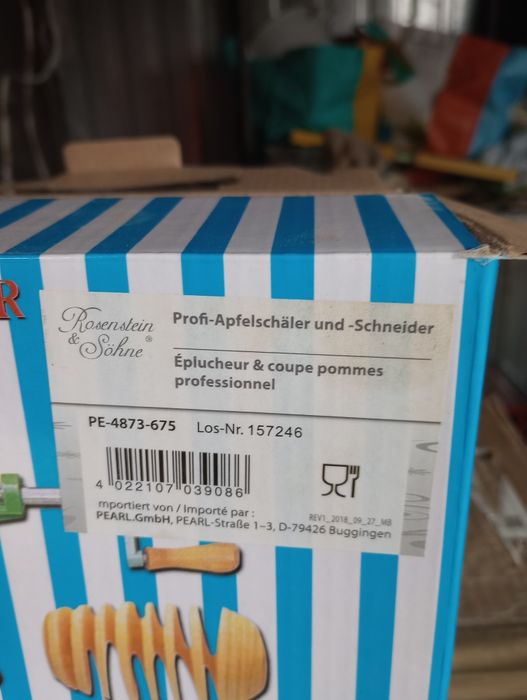 R
Rosenstein
& Söhne®
Profi-Apfelschäler und -Schneider
Éplucheur & coupe pommes
professionnel
PE-4873-675 Los-Nr. 157246
4 022107 039086
mportiert von / Importé par :
PEARL.GmbH, PEARL-Straße 1–3, D-79426 Buggingen
REV1_2018_09_27_MB